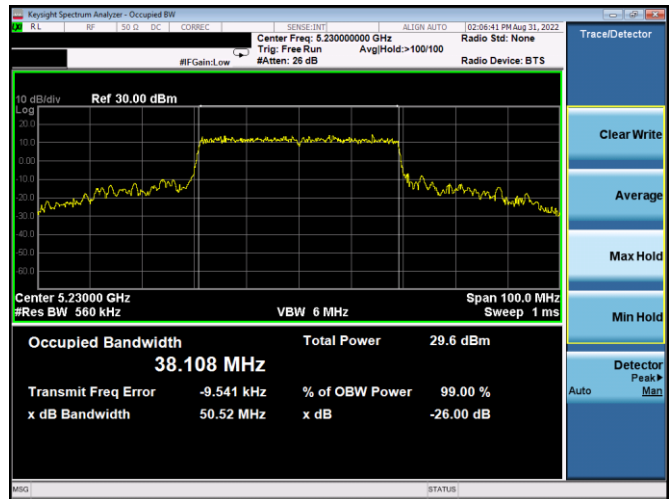 Keysight Spectrum Analyzer - Occupied BW
RL RF 50 Ω DC CORREC SENSE:INT ALIGN AUTO 02:06:41 PM Aug 31, 2022
Center Freq: 5.230000000 GHz Radio Std: None
Trig: Free Run Avg|Hold:>100/100
#IFGain:Low #Atten: 26 dB Radio Device: BTS
Trace/Detector
10 dB/div Ref 30.00 dBm
Log
20.0
10.0
0.00
-10.0
-20.0
-30.0
-40.0
-50.0
-60.0
Center 5.23000 GHz Span 100.0 MHz
#Res BW 560 kHz VBW 6 MHz Sweep 1 ms
Occupied Bandwidth Total Power 29.6 dBm
38.108 MHz
Transmit Freq Error -9.541 kHz % of OBW Power 99.00 %
x dB Bandwidth 50.52 MHz x dB -26.00 dB
Clear Write
Average
Max Hold
Min Hold
Detector
Peak▶
Auto Man
MSG STATUS